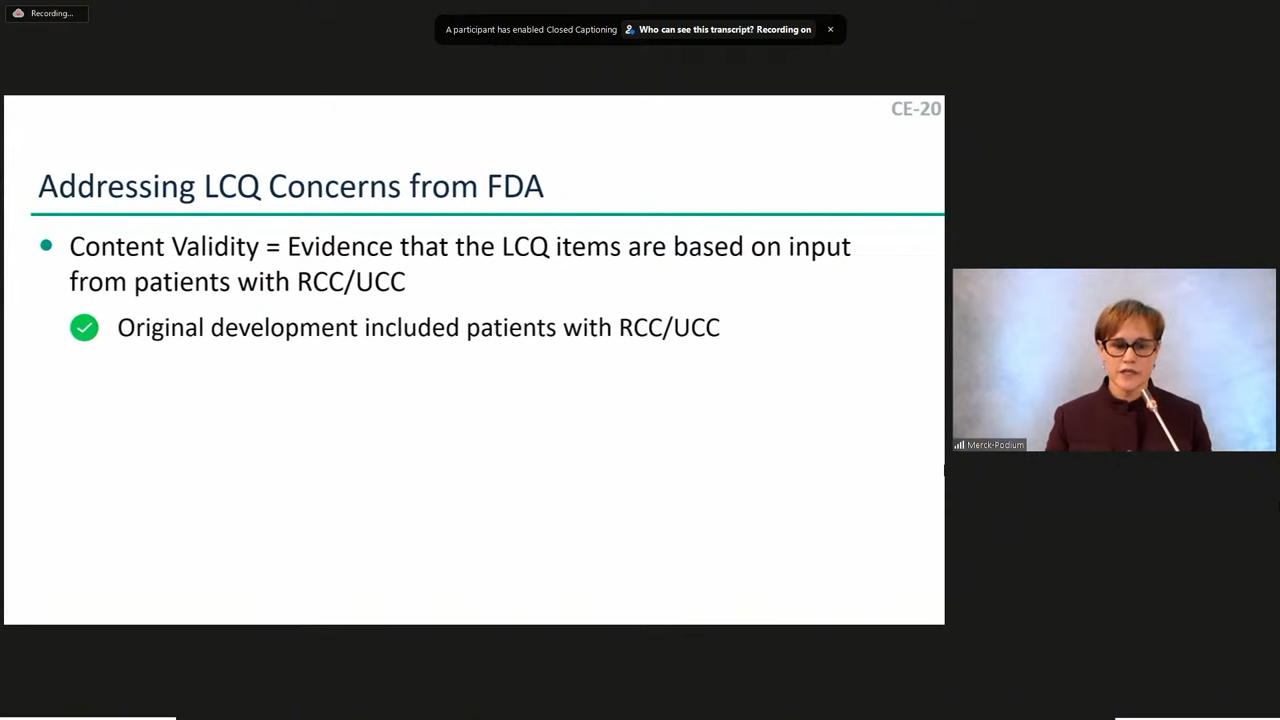 Recording...
A participant has enabled Closed Captioning Who can see this transcript? Recording on ×
CE-20
Addressing LCQ Concerns from FDA
• Content Validity = Evidence that the LCQ items are based on input
from patients with RCC/UCC
Original development included patients with RCC/UCC
Merck-Podium